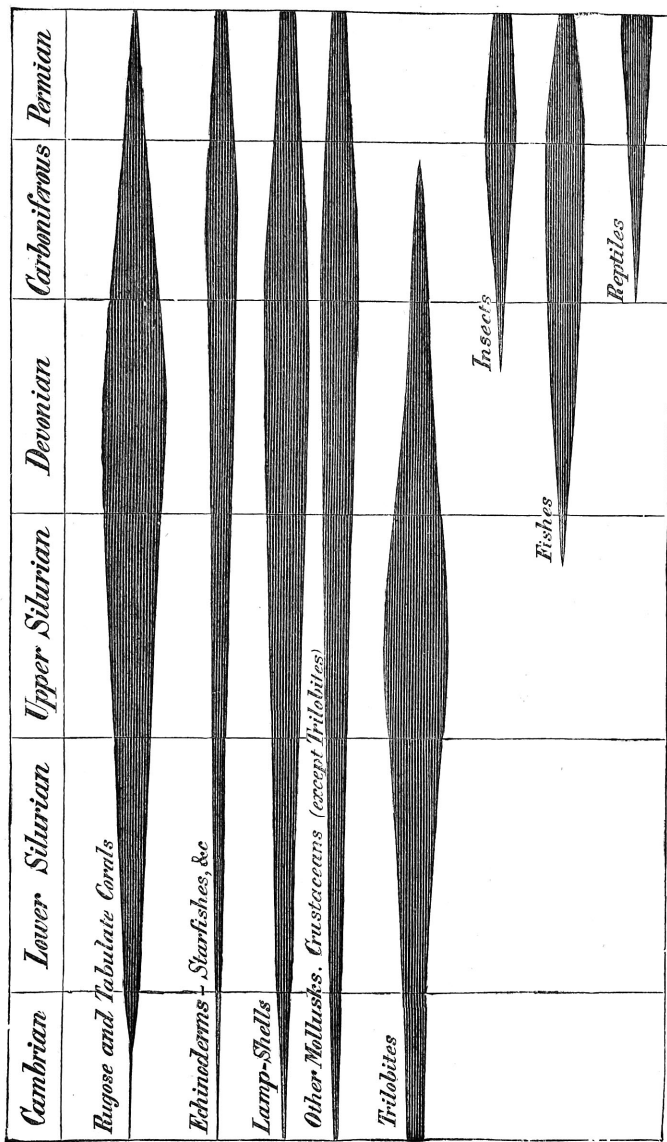 Cambrian
Lower Silurian
Upper Silurian
Devonian
Carboniferous
Permian
Rugose and Tabulate Corals
Echinoderms – Starfishes, &c
Lamp-Shells
Other Mollusks. Crustaceans (except Trilobites)
Trilobites
Insects
Fishes
Reptiles